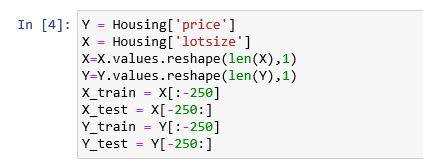 In [4]: Y = Housing['price']
X = Housing['lotsize']
X=X.values.reshape(len(X),1)
Y=Y.values.reshape(len(Y),1)
X_train = X[:-250]
X_test = X[-250:]
Y_train = Y[:-250]
Y_test = Y[-250:]